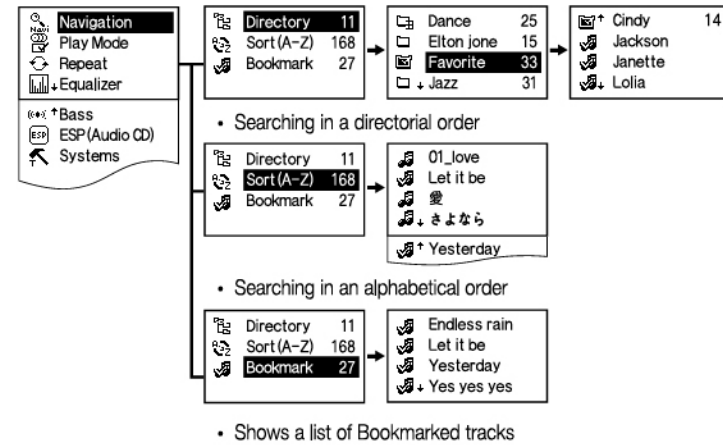 Navigation
Play Mode
Repeat
Equalizer
Bass
ESP(Audio CD)
Systems
Directory 11
Sort(A-Z) 168
Bookmark 27
Dance 25
Elton jone 15
Favorite 33
Jazz 31
Cindy 14
Jackson
Janette
Lolia
• Searching in a directorial order
Directory 11
Sort(A-Z) 168
Bookmark 27
01_love
Let it be
愛
さよなら
Yesterday
• Searching in an alphabetical order
Directory 11
Sort(A-Z) 168
Bookmark 27
Endless rain
Let it be
Yesterday
Yes yes yes
• Shows a list of Bookmarked tracks